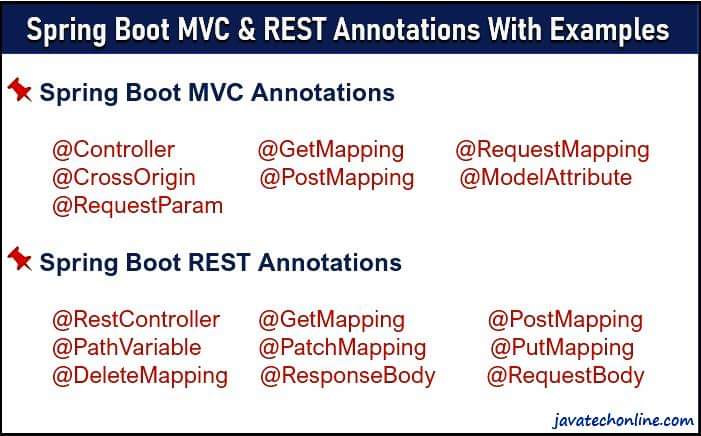 Spring Boot MVC & REST Annotations With Examples
Spring Boot MVC Annotations
@Controller @GetMapping @RequestMapping
@CrossOrigin @PostMapping @ModelAttribute
@RequestParam
Spring Boot REST Annotations
@RestController @GetMapping @PostMapping
@PathVariable @PatchMapping @PutMapping
@DeleteMapping @ResponseBody @RequestBody
javatechonline.com